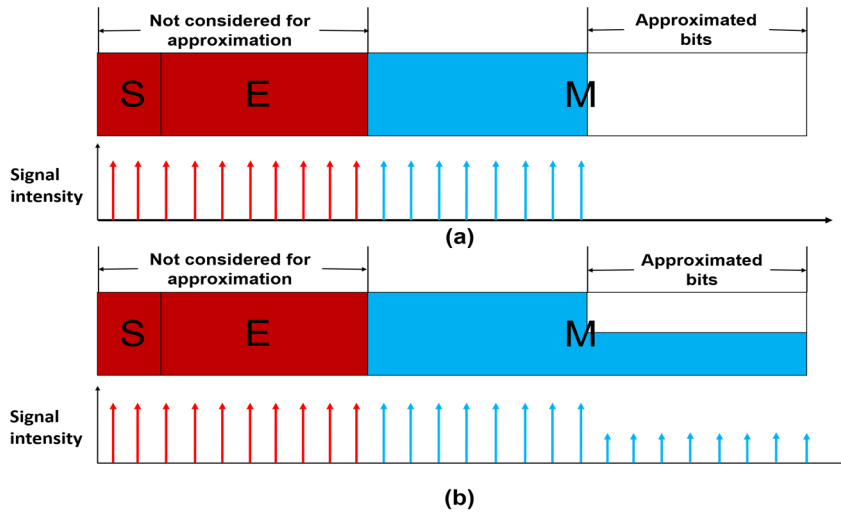 Not considered for
approximation
Approximated
bits
S
E
M
Signal
intensity
(a)
Not considered for
approximation
Approximated
bits
S
E
M
Signal
intensity
(b)